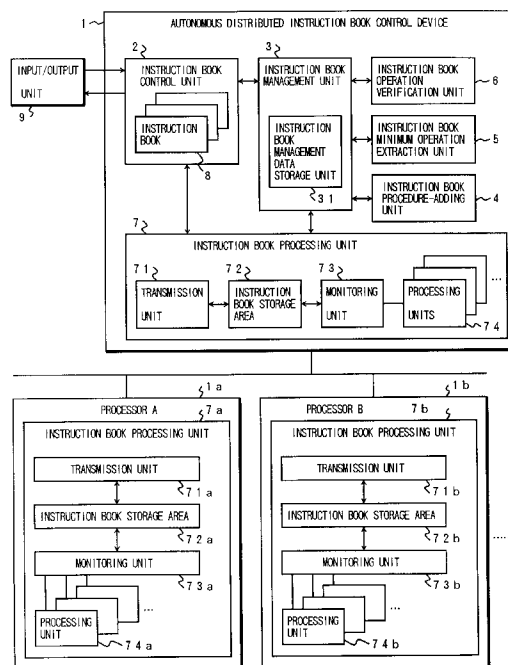 1
AUTONOMOUS DISTRIBUTED INSTRUCTION BOOK CONTROL DEVICE
INPUT/OUTPUT
UNIT
9
2
INSTRUCTION BOOK
CONTROL UNIT
INSTRUCTION
BOOK
8
3
INSTRUCTION BOOK
MANAGEMENT UNIT
INSTRUCTION
BOOK
MANAGEMENT
DATA
STORAGE UNIT
31
INSTRUCTION BOOK
OPERATION
VERIFICATION UNIT
6
INSTRUCTION BOOK
MINIMUM OPERATION
EXTRACTION UNIT
5
INSTRUCTION BOOK
PROCEDURE-ADDING
UNIT
4
7
INSTRUCTION BOOK PROCESSING UNIT
71
TRANSMISSION
UNIT
72
INSTRUCTION
BOOK STORAGE
AREA
73
MONITORING
UNIT
PROCESSING
UNITS
...
74
1a
PROCESSOR A
7a
INSTRUCTION BOOK PROCESSING UNIT
TRANSMISSION UNIT
71a
INSTRUCTION BOOK STORAGE AREA
72a
MONITORING UNIT
73a
PROCESSING
UNIT
...
74a
1b
PROCESSOR B
7b
INSTRUCTION BOOK PROCESSING UNIT
TRANSMISSION UNIT
71b
INSTRUCTION BOOK STORAGE AREA
72b
MONITORING UNIT
73b
PROCESSING
UNIT
...
74b
....